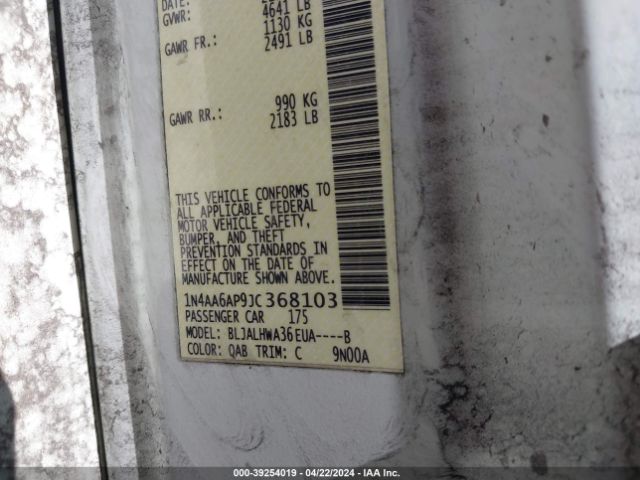 DATE: 4641 LB
GVWR: 1130 KG
GAWR FR.: 2491 LB
990 KG
GAWR RR.: 2183 LB
THIS VEHICLE CONFORMS TO
ALL APPLICABLE FEDERAL
MOTOR VEHICLE SAFETY,
BUMPER, AND THEFT
PREVENTION STANDARDS IN
EFFECT ON THE DATE OF
MANUFACTURE SHOWN ABOVE.
1N4AA6AP9JC368103
PASSENGER CAR 175
MODEL: BLJALHWA36EUA----B
COLOR: QAB TRIM: C 9N00A
000-39254019 - 04/22/2024 - IAA Inc.